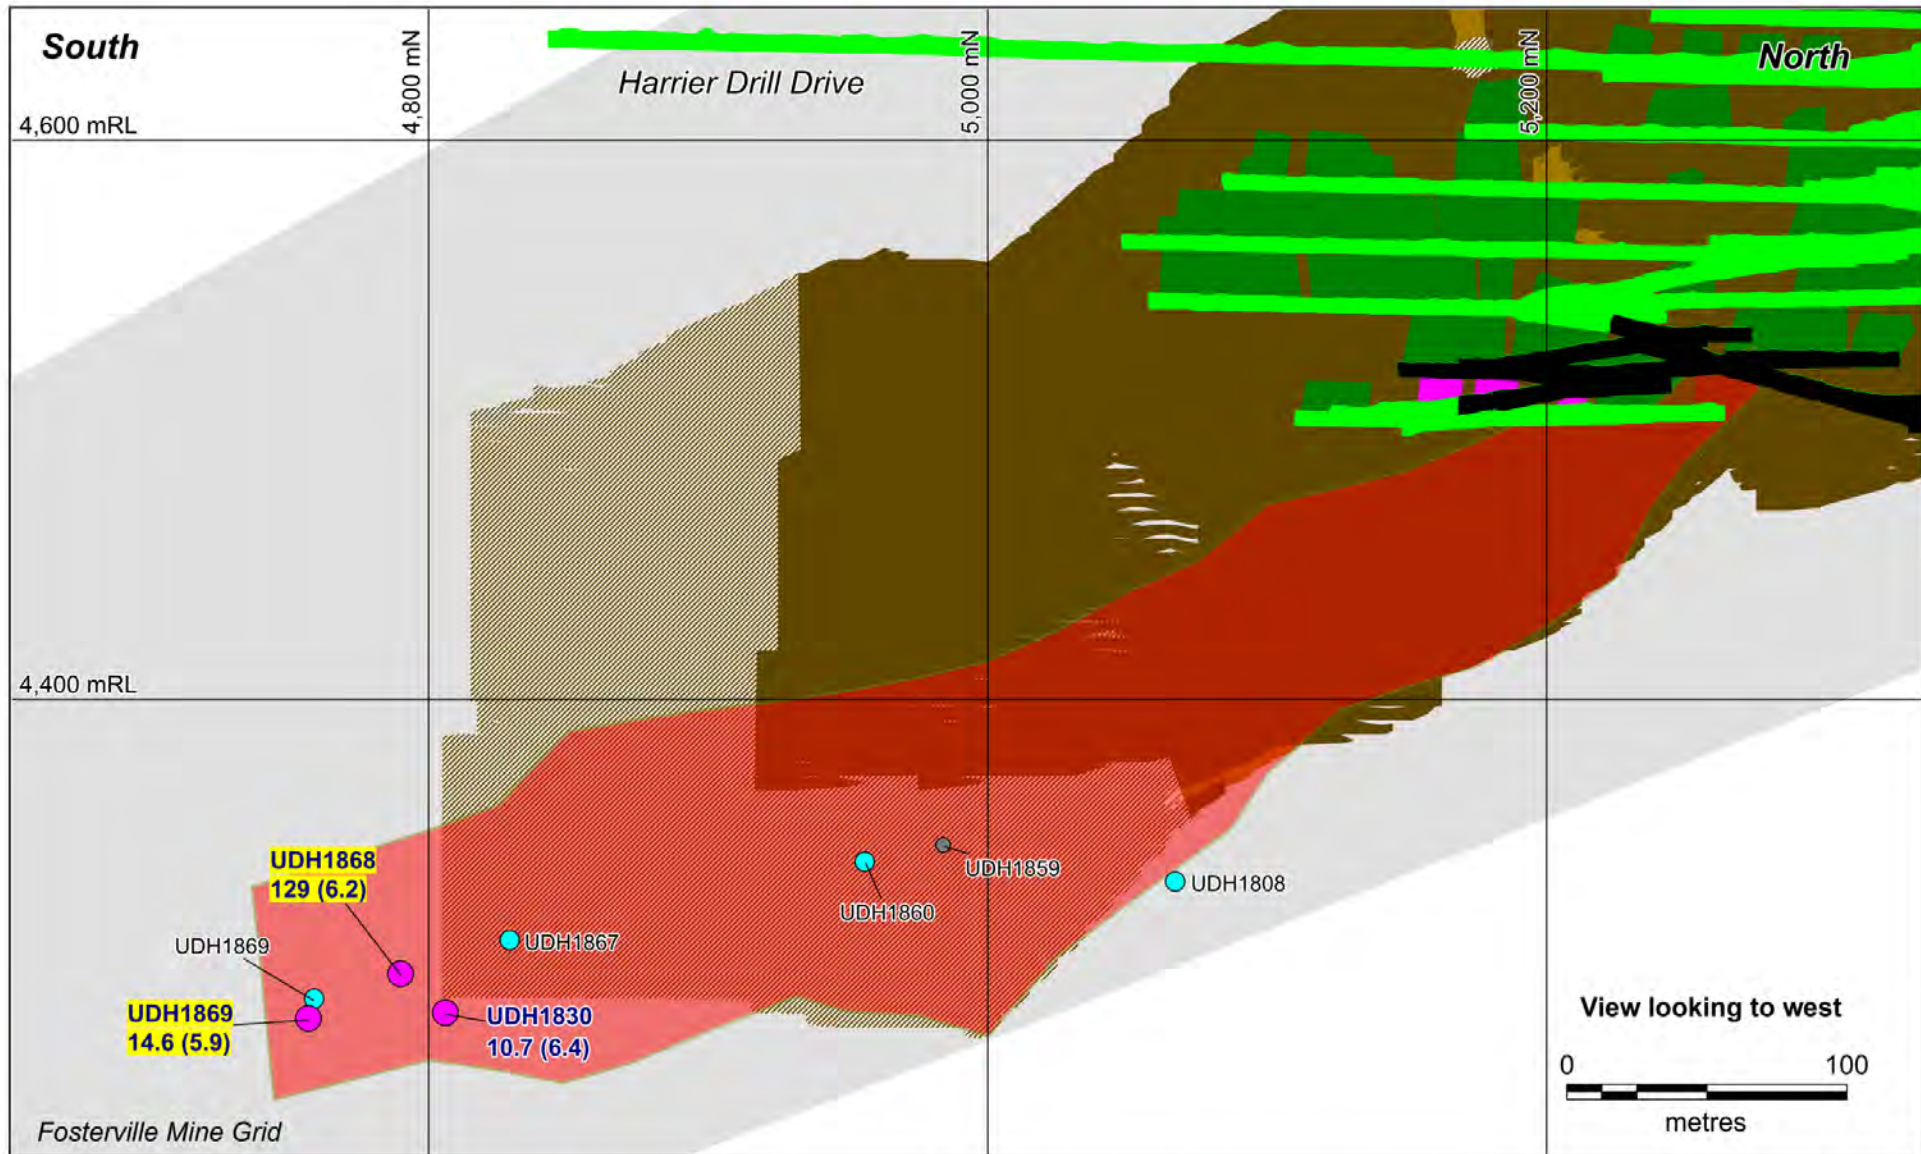 South
Harrier Drill Drive
4,800 mN
5,000 mN
5,200 mN
North
4,600 mRL
4,400 mRL
UDH1868
129 (6.2)
UDH1859
UDH1860
UDH1808
UDH1869
UDH1867
UDH1869
14.6 (5.9)
UDH1830
10.7 (6.4)
View looking to west
0
100
metres
Fosterville Mine Grid